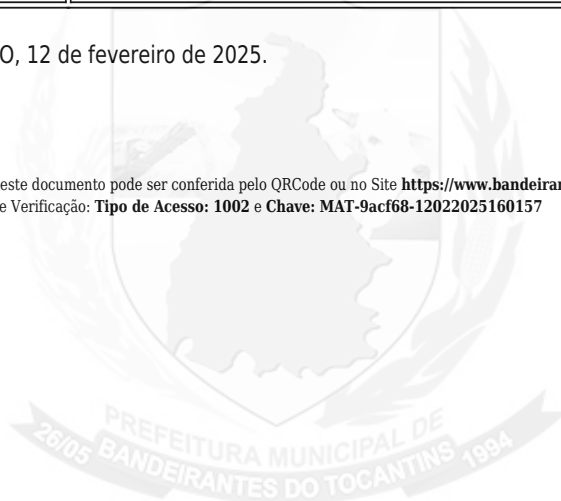 O, 12 de fevereiro de 2025.
este documento pode ser conferida pelo QRCode ou no Site https://www.bandeiran
e Verificação: Tipo de Acesso: 1002 e Chave: MAT-9acf68-12022025160157
PREFEITURA MUNICIPAL DE
26/05 BANDEIRANTES DO TOCANTINS 1994